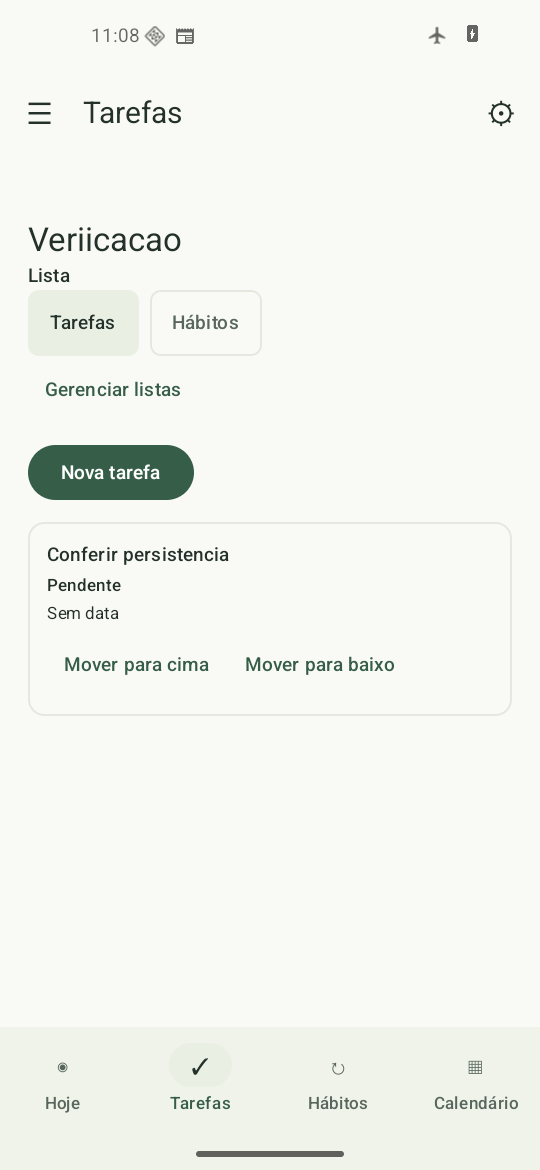 11:08
Tarefas
Veriicacao
Lista
Tarefas Hábitos
Gerenciar listas
Nova tarefa
Conferir persistencia
Pendente
Sem data
Mover para cima Mover para baixo
Hoje Tarefas Hábitos Calendário